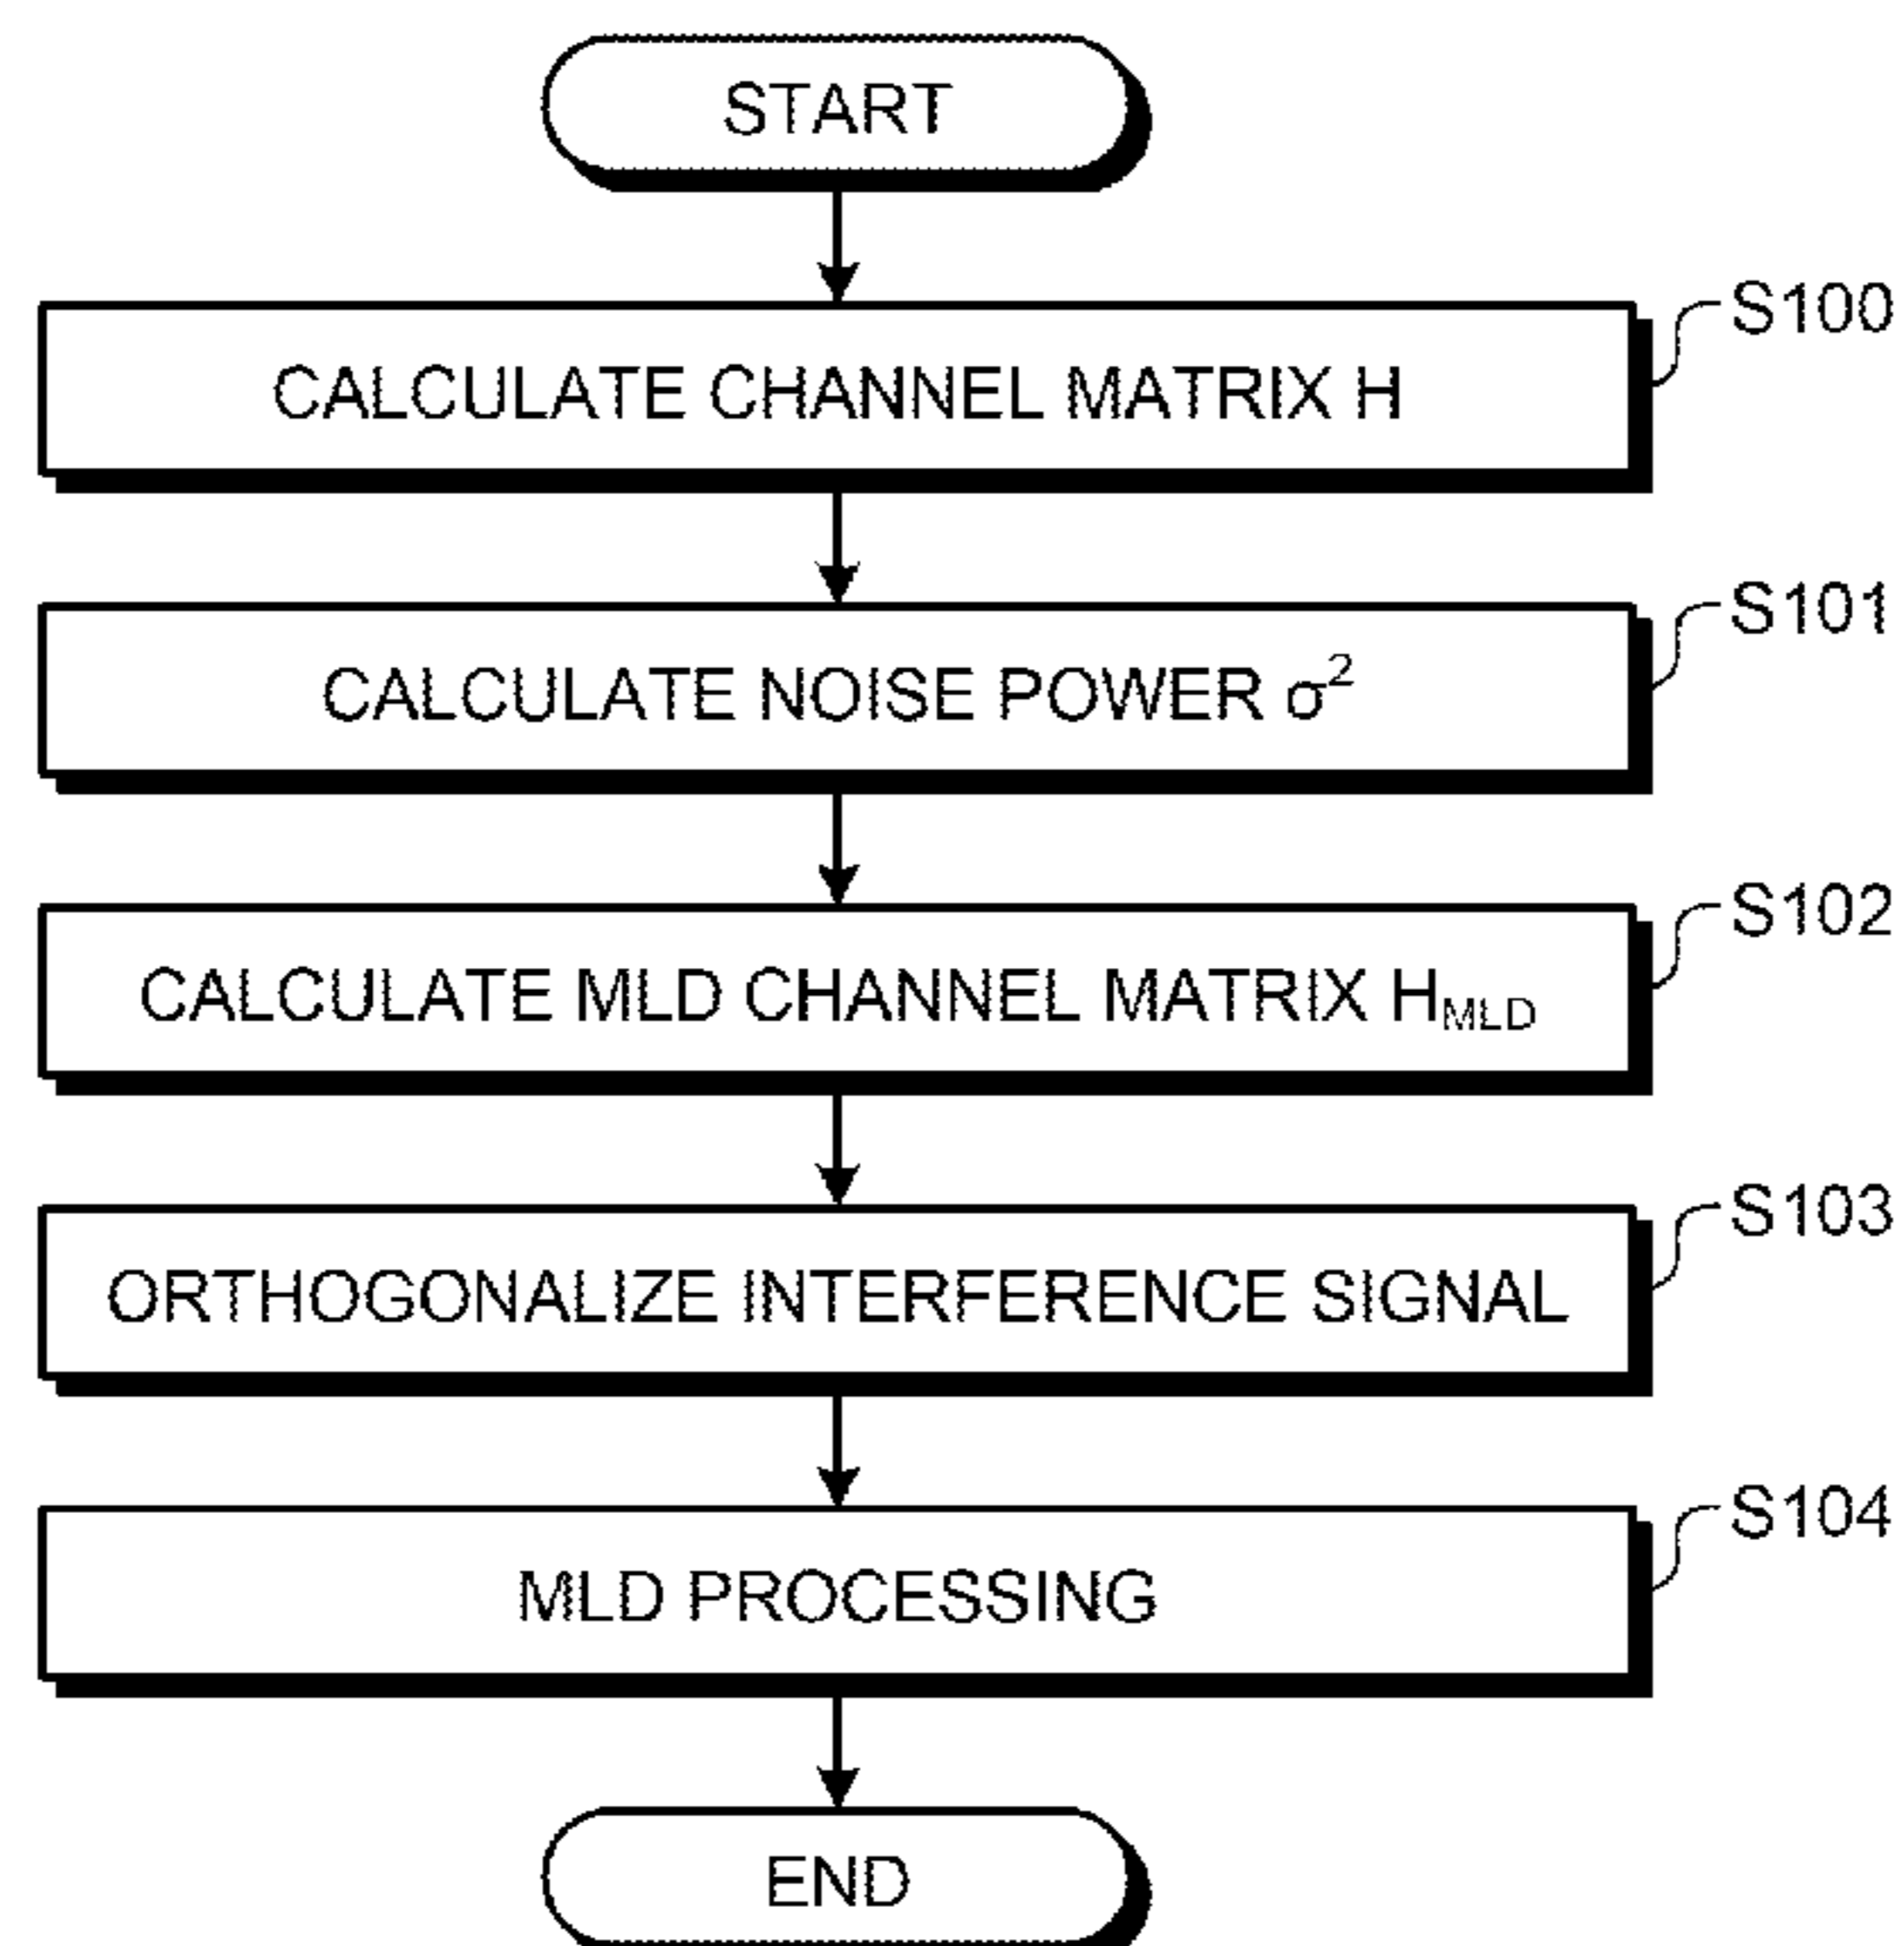 START
S100
CALCULATE CHANNEL MATRIX H
S101
CALCULATE NOISE POWER σ²
S102
CALCULATE MLD CHANNEL MATRIX H_MLD
S103
ORTHOGONALIZE INTERFERENCE SIGNAL
S104
MLD PROCESSING
END